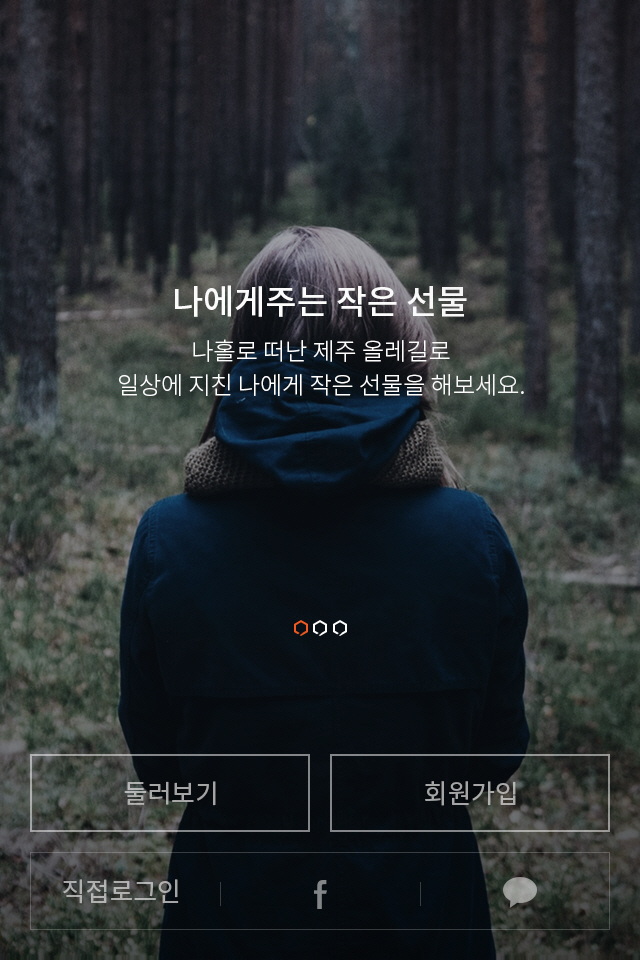 나에게주는 작은 선물
나홀로 떠난 제주 올레길로
일상에 지친 나에게 작은 선물을 해보세요.
둘러보기
회원가입
직접로그인
f